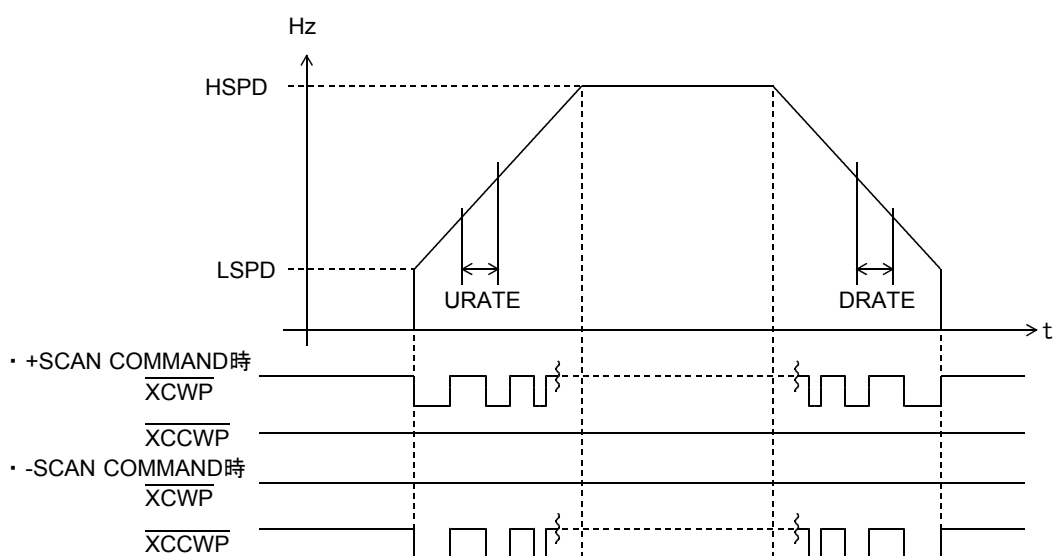 Hz
HSPD
LSPD
URATE
DRATE
t
・ +SCAN COMMAND時
XCWP
XCCWP
・ -SCAN COMMAND時
XCWP
XCCWP